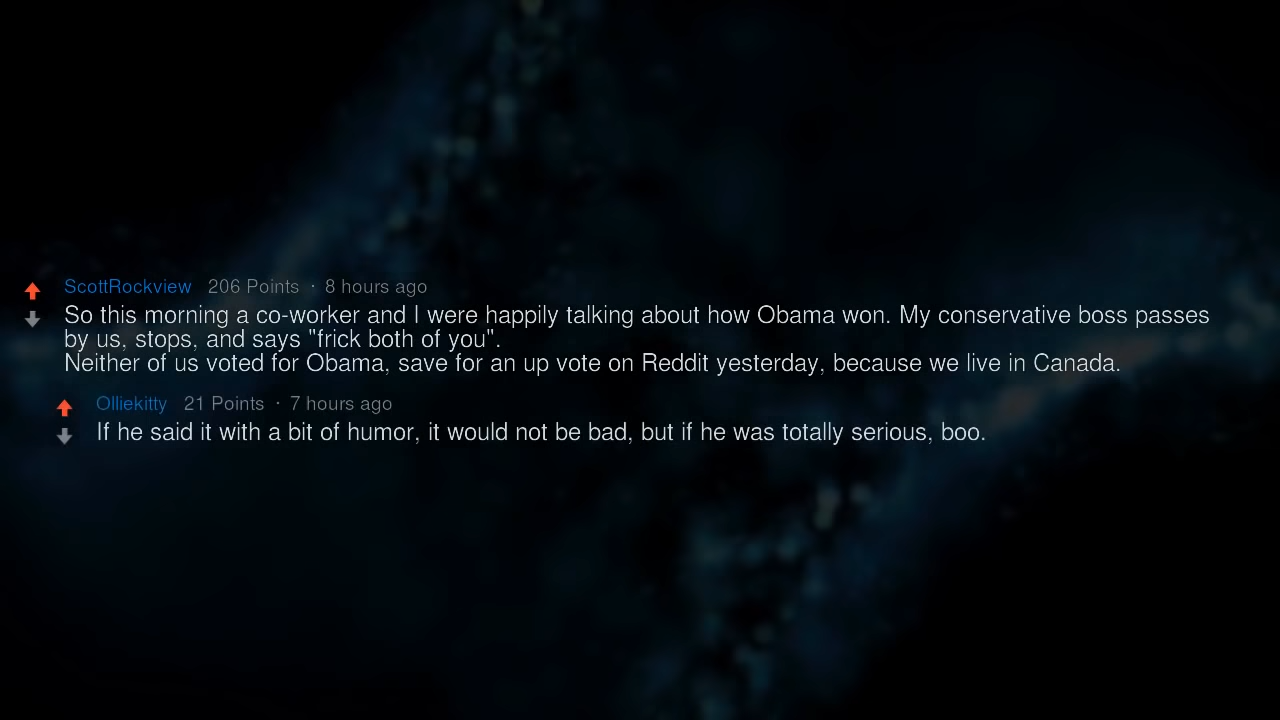 ScottRockview 206 Points · 8 hours ago
So this morning a co-worker and I were happily talking about how Obama won. My conservative boss passes
by us, stops, and says "frick both of you".
Neither of us voted for Obama, save for an up vote on Reddit yesterday, because we live in Canada.
Olliekitty 21 Points · 7 hours ago
If he said it with a bit of humor, it would not be bad, but if he was totally serious, boo.